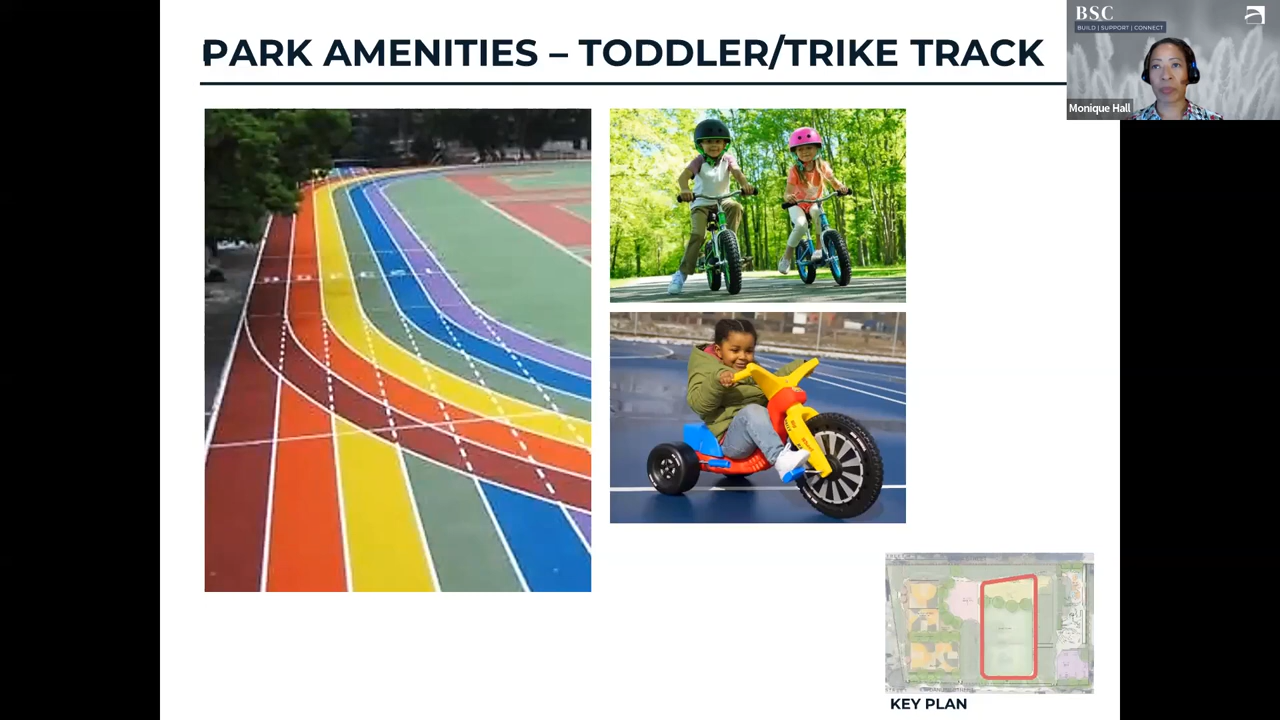 PARK AMENITIES – TODDLER/TRIKE TRACK
BSC
BUILD | SUPPORT | CONNECT
Monique Hall
KEY PLAN